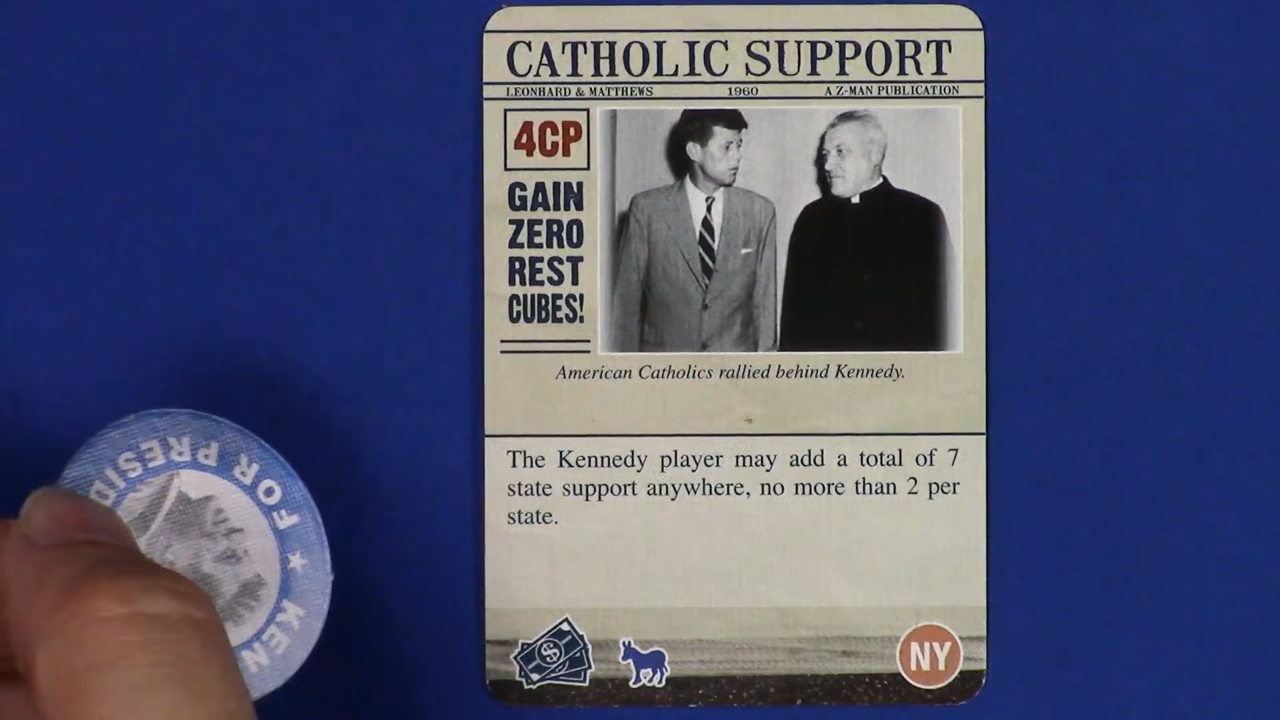 CATHOLIC SUPPORT
LEONHARD & MATTHEWS 1960 A Z-MAN PUBLICATION
4CP
GAIN
ZERO
REST
CUBES!
American Catholics rallied behind Kennedy.
The Kennedy player may add a total of 7
state support anywhere, no more than 2 per
state.
$
NY
FOR PRESID
★ KEN